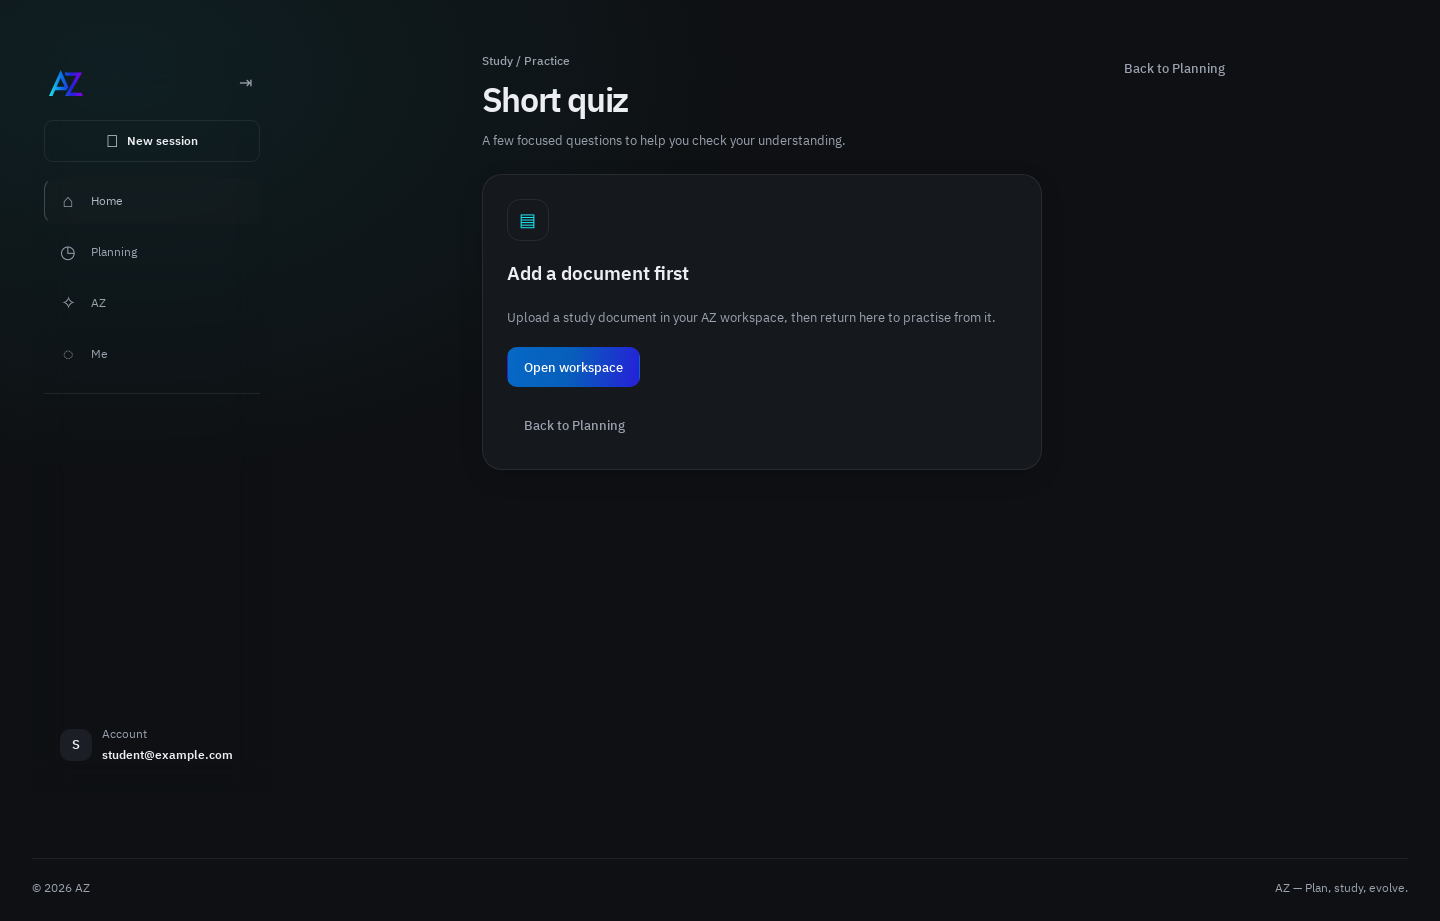 AZ
New session
Home
Planning
AZ
Me
Account
S
student@example.com
Study / Practice
Back to Planning
Short quiz
A few focused questions to help you check your understanding.
Add a document first
Upload a study document in your AZ workspace, then return here to practise from it.
Open workspace
Back to Planning
© 2026 AZ
AZ — Plan, study, evolve.